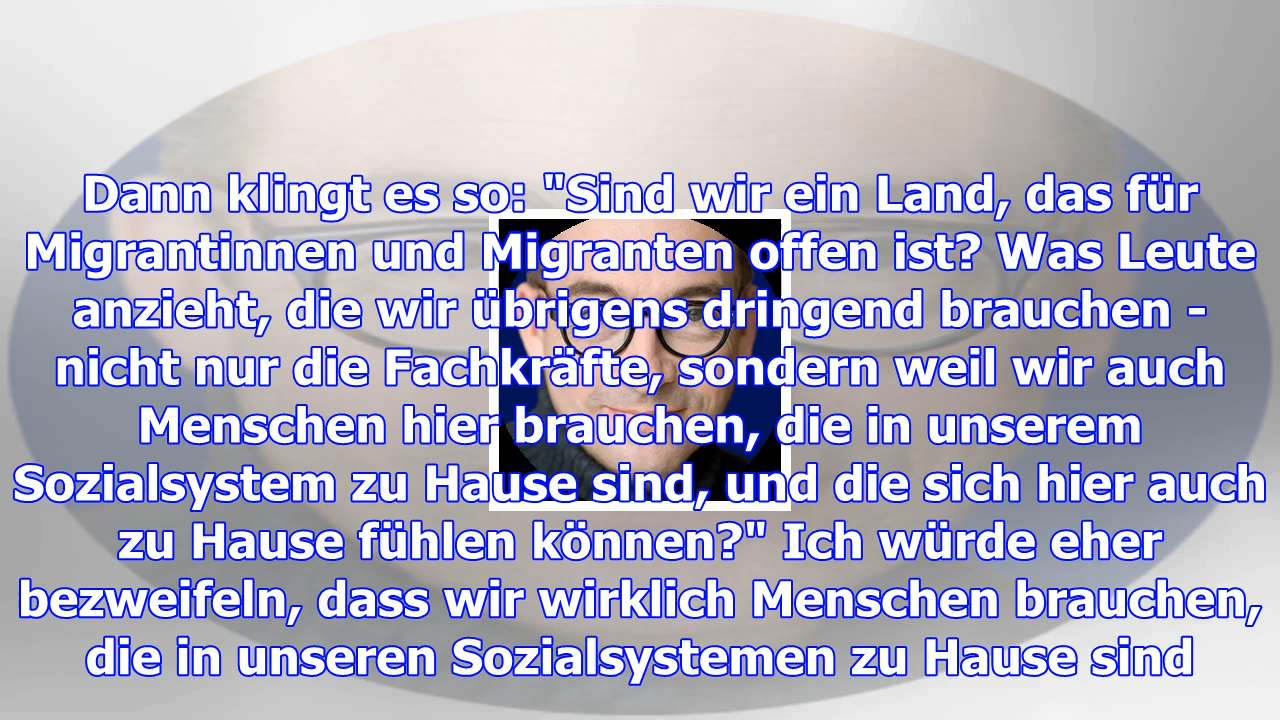 Dann klingt es so: "Sind wir ein Land, das für
Migrantinnen und Migranten offen ist? Was Leute
anzieht, die wir übrigens dringend brauchen -
nicht nur die Fachkräfte, sondern weil wir auch
Menschen hier brauchen, die in unserem
Sozialsystem zu Hause sind, und die sich hier auch
zu Hause fühlen können?" Ich würde eher
bezweifeln, dass wir wirklich Menschen brauchen,
die in unseren Sozialsystemen zu Hause sind